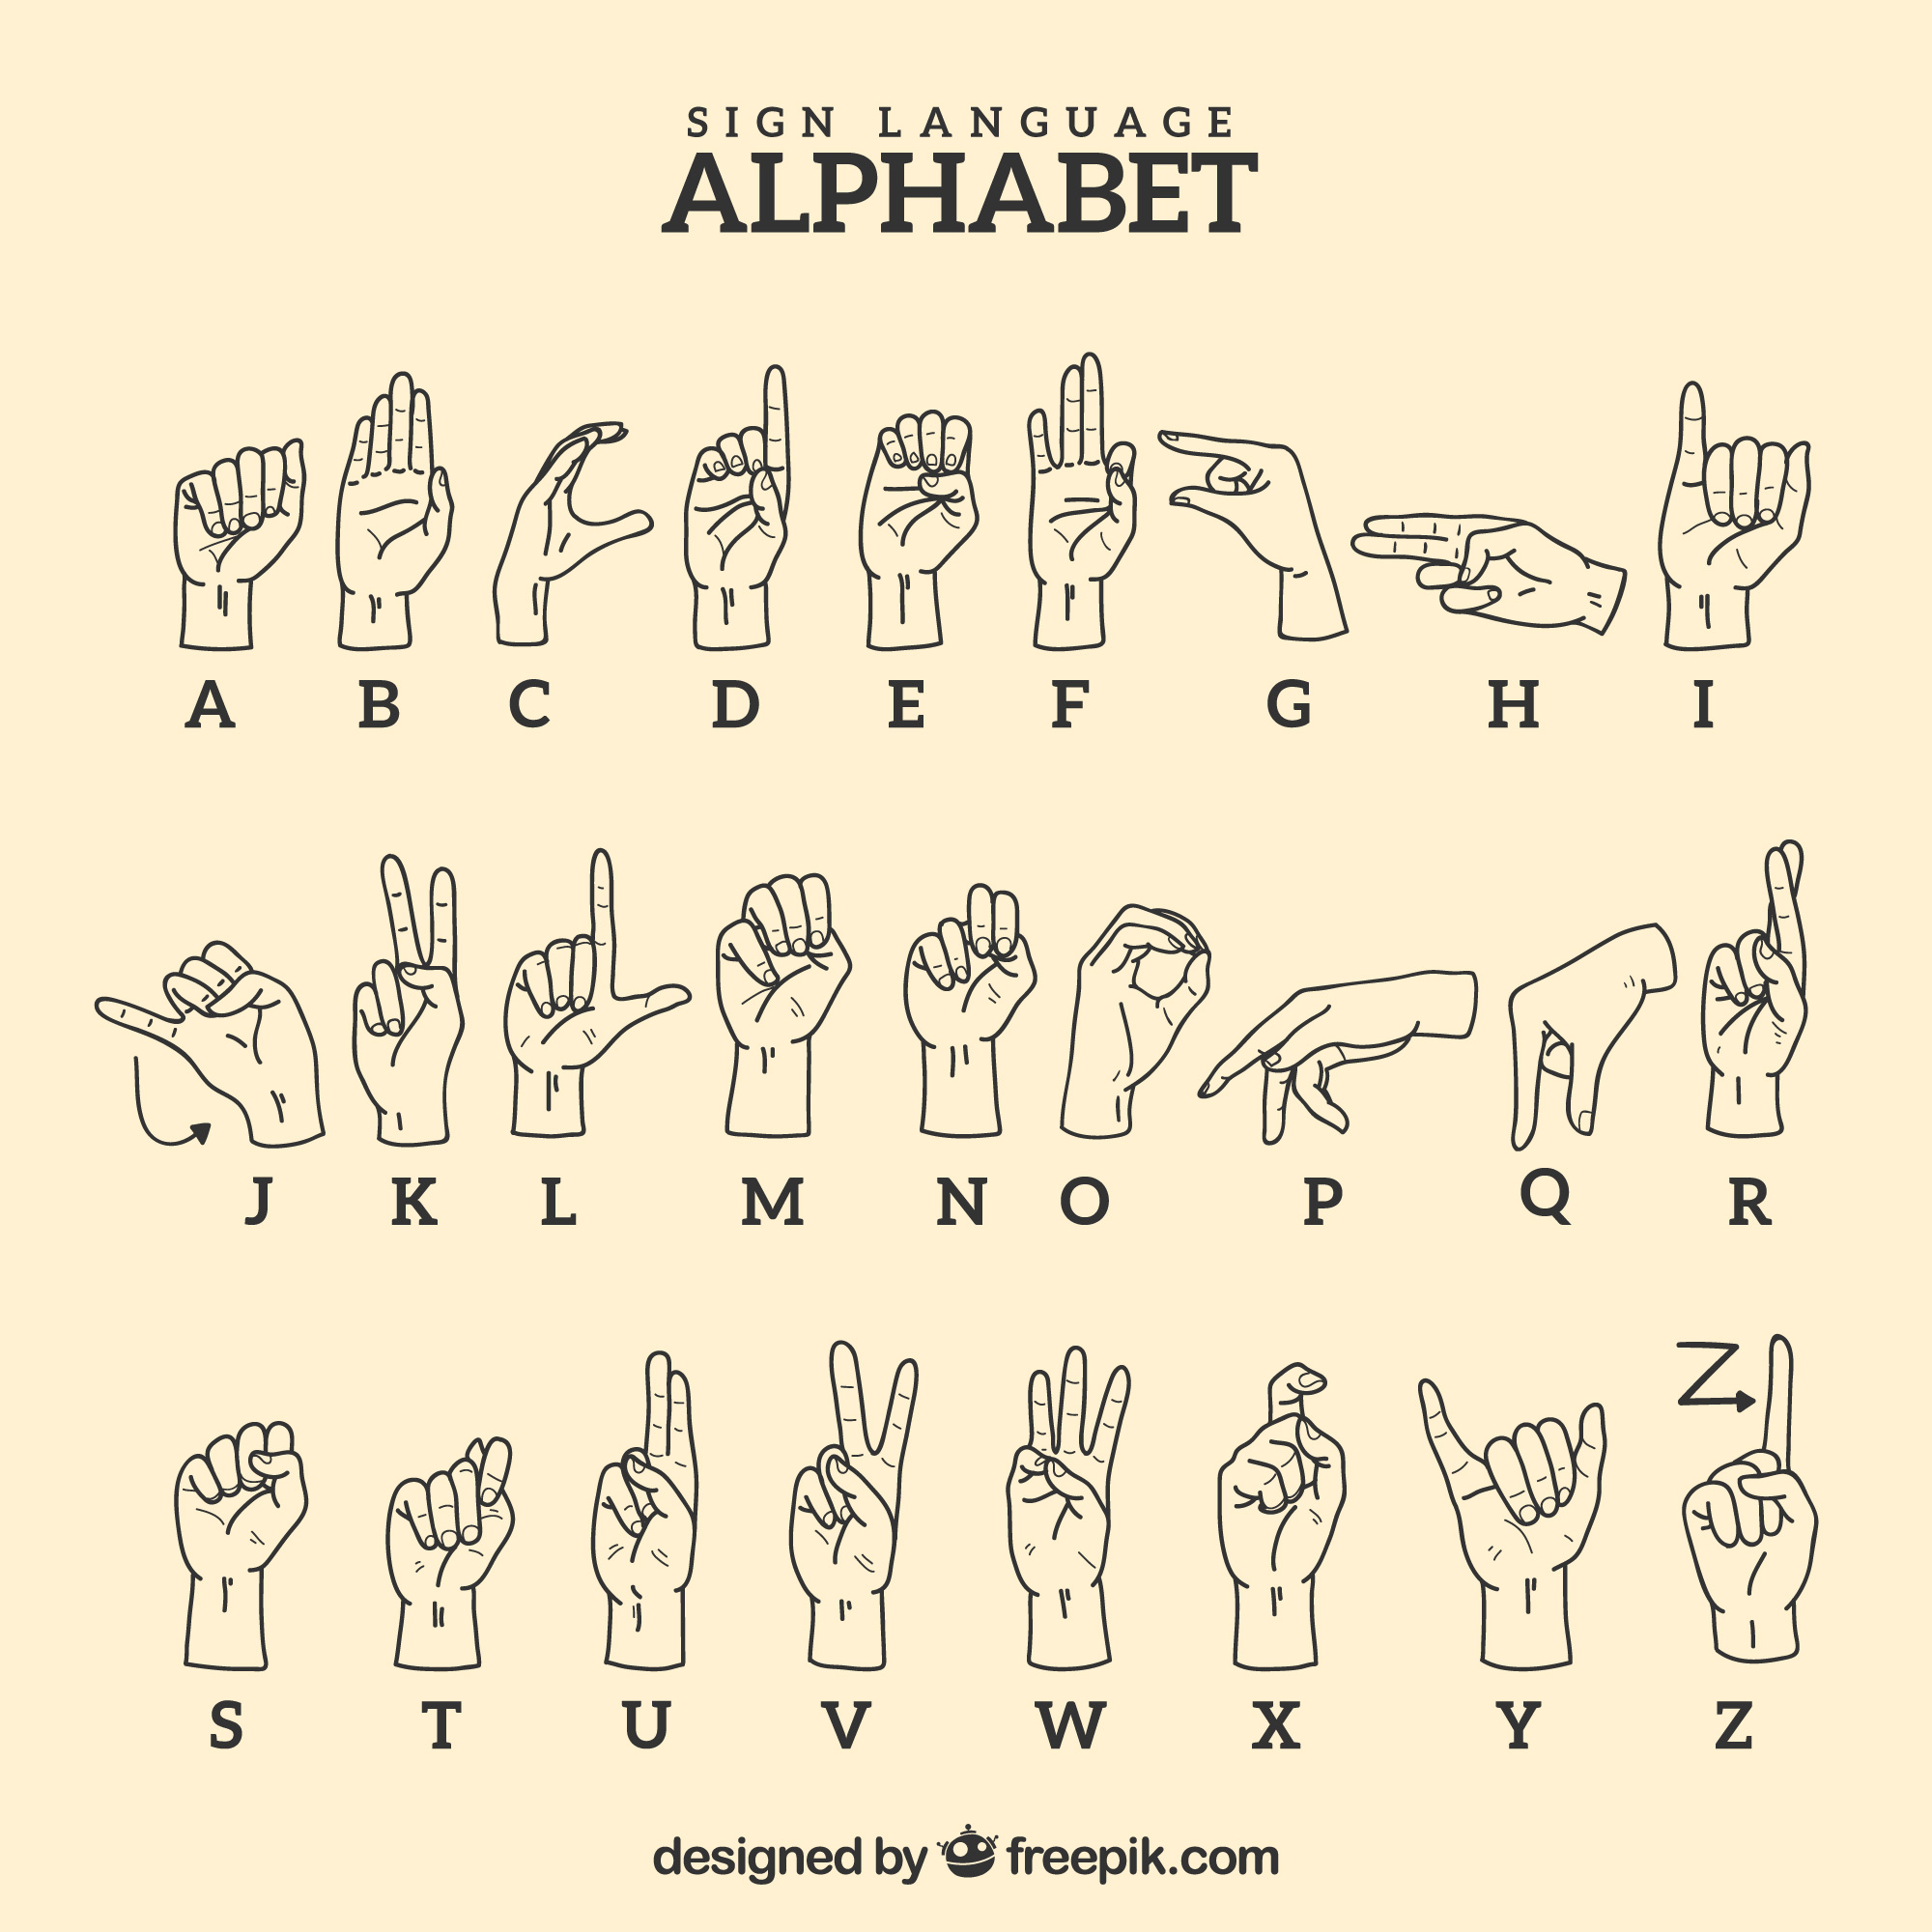 SIGN LANGUAGE
ALPHABET
A B C D E F G H I
J K L M N O P Q R
Z
S T U V W X Y Z
designed by freepik.com